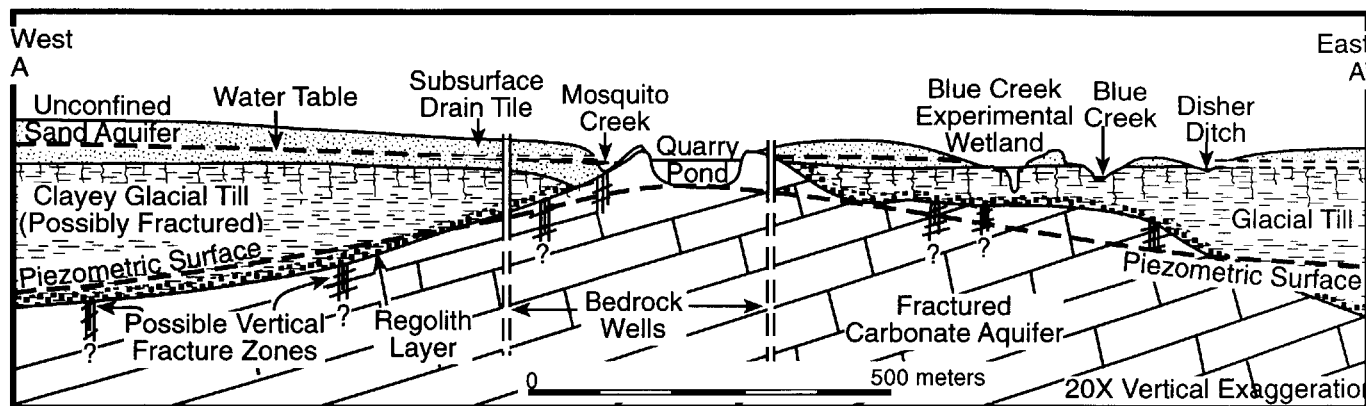 West
A
East
A'
Unconfined
Sand Aquifer
Water Table
Subsurface
Drain Tile
Mosquito
Creek
Quarry
Pond
Blue Creek
Experimental
Wetland
Blue
Creek
Disher
Ditch
Clayey Glacial Till
(Possibly Fractured)
Glacial Till
Piezometric Surface
Piezometric Surface
?
?
?
?
?
?
Possible Vertical
Fracture Zones
Regolith
Layer
Bedrock
Wells
Fractured
Carbonate Aquifer
0
500 meters
20X Vertical Exaggeration